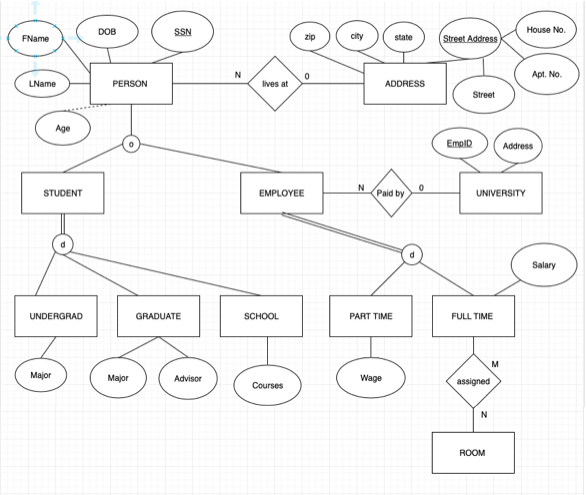 FName
DOB
SSN
zip
city
state
Street Address
House No.
LName
PERSON
N
lives at
0
ADDRESS
Apt. No.
Street
Age
o
EmpID
Address
STUDENT
EMPLOYEE
N
Paid by
0
UNIVERSITY
d
d
Salary
UNDERGRAD
GRADUATE
SCHOOL
PART TIME
FULL TIME
Major
Major
Advisor
Courses
Wage
M
assigned
N
ROOM